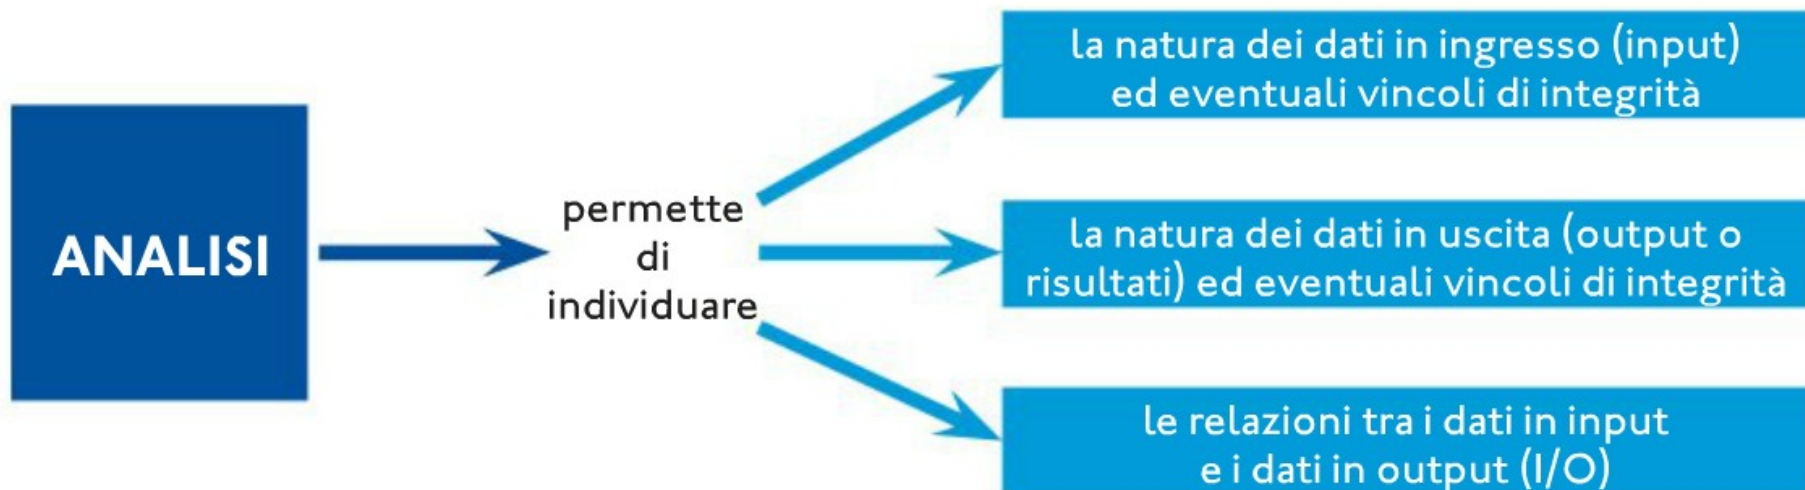 ANALISI
permette
di
individuare
la natura dei dati in ingresso (input)
ed eventuali vincoli di integrità
la natura dei dati in uscita (output o
risultati) ed eventuali vincoli di integrità
le relazioni tra i dati in input
e i dati in output (I/O)